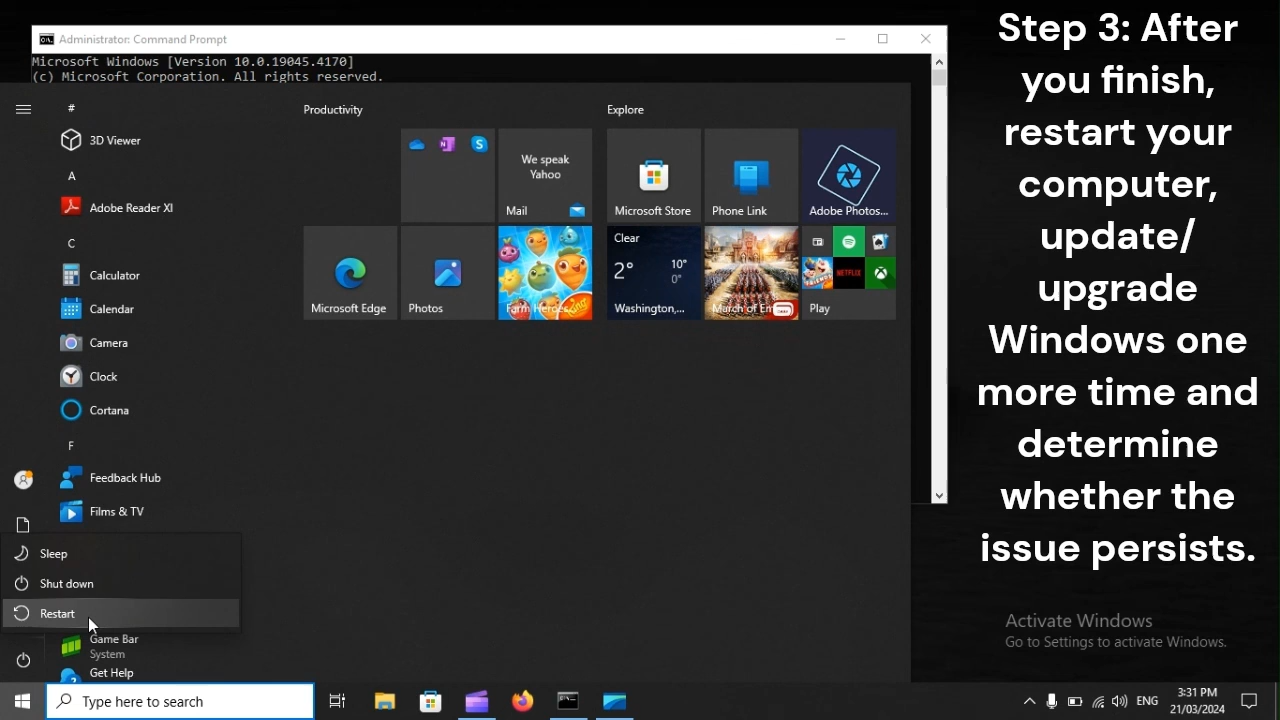 Administrator: Command Prompt
Microsoft Windows [Version 10.0.19045.4170]
(c) Microsoft Corporation. All rights reserved.
#
3D Viewer
A
Adobe Reader XI
C
Calculator
Calendar
Camera
Clock
Cortana
F
Feedback Hub
Films & TV
Sleep
Shut down
Restart
Game Bar
System
Get Help
Productivity
We speak
Yahoo
Mail
Microsoft Edge
Photos
Farm Heroes...
Explore
Microsoft Store
Phone Link
Adobe Photos...
Clear
2°
10°
0°
Washington,...
March of Em...
NETFLIX
Play
Step 3: After
you finish,
restart your
computer,
update/
upgrade
Windows one
more time and
determine
whether the
issue persists.
Activate Windows
Go to Settings to activate Windows.
Type here to search
ENG
3:31 PM
21/03/2024